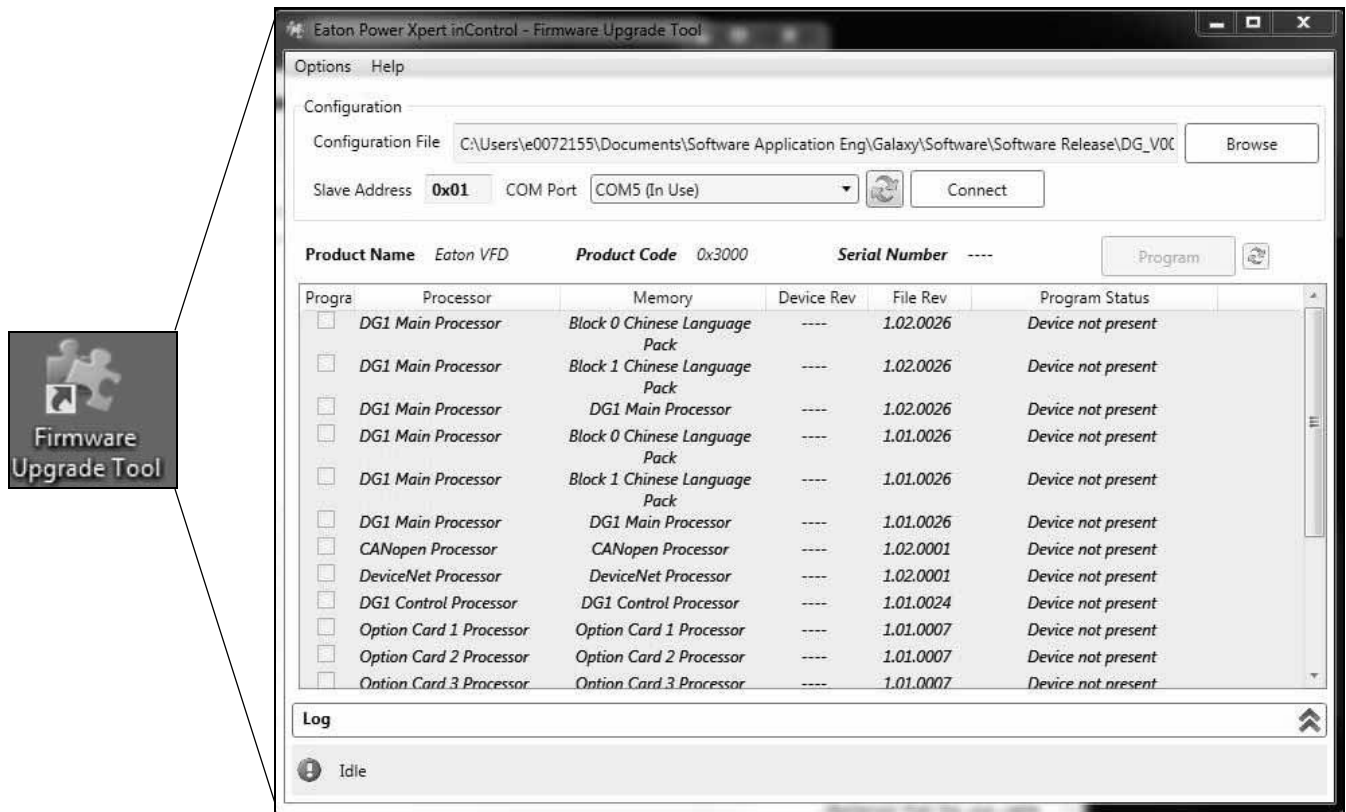 Eaton Power Xpert inControl - Firmware Upgrade Tool
Options Help
Configuration
Configuration File C:\Users\e0072155\Documents\Software Application Eng\Galaxy\Software\Software Release\DG_V00 Browse
Slave Address 0x01 COM Port COM5 (In Use) Connect
Product Name Eaton VFD Product Code 0x3000 Serial Number ---- Program
Progra Processor Memory Device Rev File Rev Program Status
DG1 Main Processor Block 0 Chinese Language ---- 1.02.0026 Device not present
Pack
DG1 Main Processor Block 1 Chinese Language ---- 1.02.0026 Device not present
Pack
DG1 Main Processor DG1 Main Processor ---- 1.02.0026 Device not present
DG1 Main Processor Block 0 Chinese Language ---- 1.01.0026 Device not present
Pack
DG1 Main Processor Block 1 Chinese Language ---- 1.01.0026 Device not present
Pack
DG1 Main Processor DG1 Main Processor ---- 1.01.0026 Device not present
CANopen Processor CANopen Processor ---- 1.02.0001 Device not present
DeviceNet Processor DeviceNet Processor ---- 1.02.0001 Device not present
DG1 Control Processor DG1 Control Processor ---- 1.01.0024 Device not present
Option Card 1 Processor Option Card 1 Processor ---- 1.01.0007 Device not present
Option Card 2 Processor Option Card 2 Processor ---- 1.01.0007 Device not present
Option Card 3 Processor Option Card 3 Processor ---- 1.01.0007 Device not present
Log
Idle
Firmware
Upgrade Tool